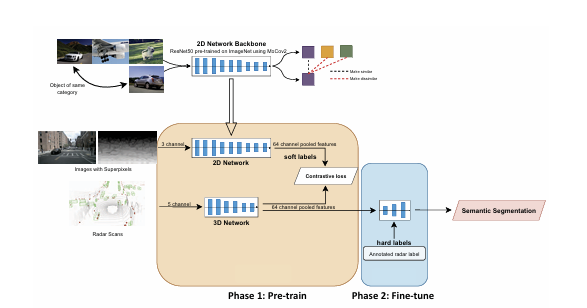 2D Network Backbone
ResNet50 pre-trained on ImageNet using MoCov2
Object of same
category
Make similar
Make dissimilar
3 channel
64 channel pooled features
2D Network
soft labels
Images with Superpixels
Contrastive loss
5 channel
64 channel pooled features
3D Network
Radar Scans
Semantic Segmentation
hard labels
Annotated radar label
Phase 1: Pre-train
Phase 2: Fine-tune